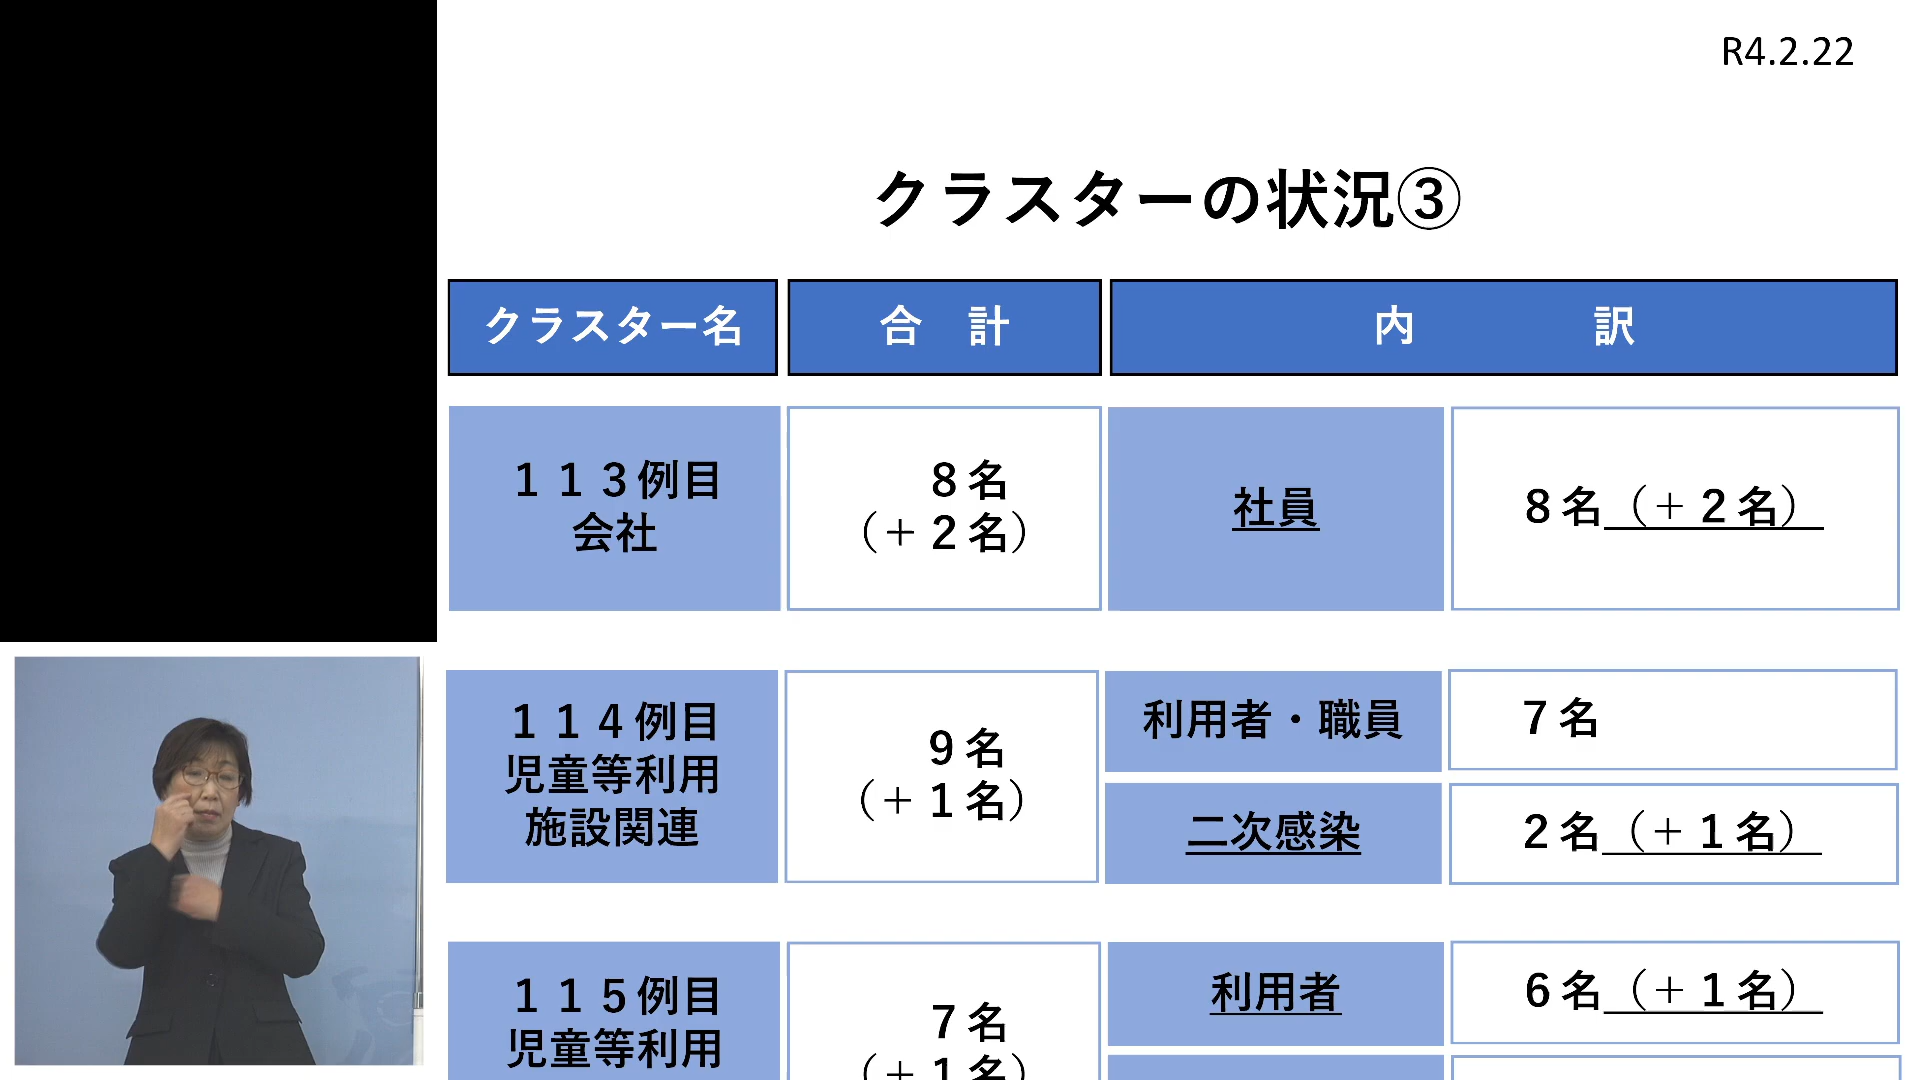 R4.2.22
クラスターの状況③
クラスター名 合　計 内　訳
１１３例目
会社
8名
（＋２名）
社員
8名（＋２名）
１１４例目
児童等利用
施設関連
9名
（＋１名）
利用者・職員
7名
二次感染
2名（＋１名）
１１５例目
児童等利用
7名
（＋１名）
利用者
6名（＋１名）